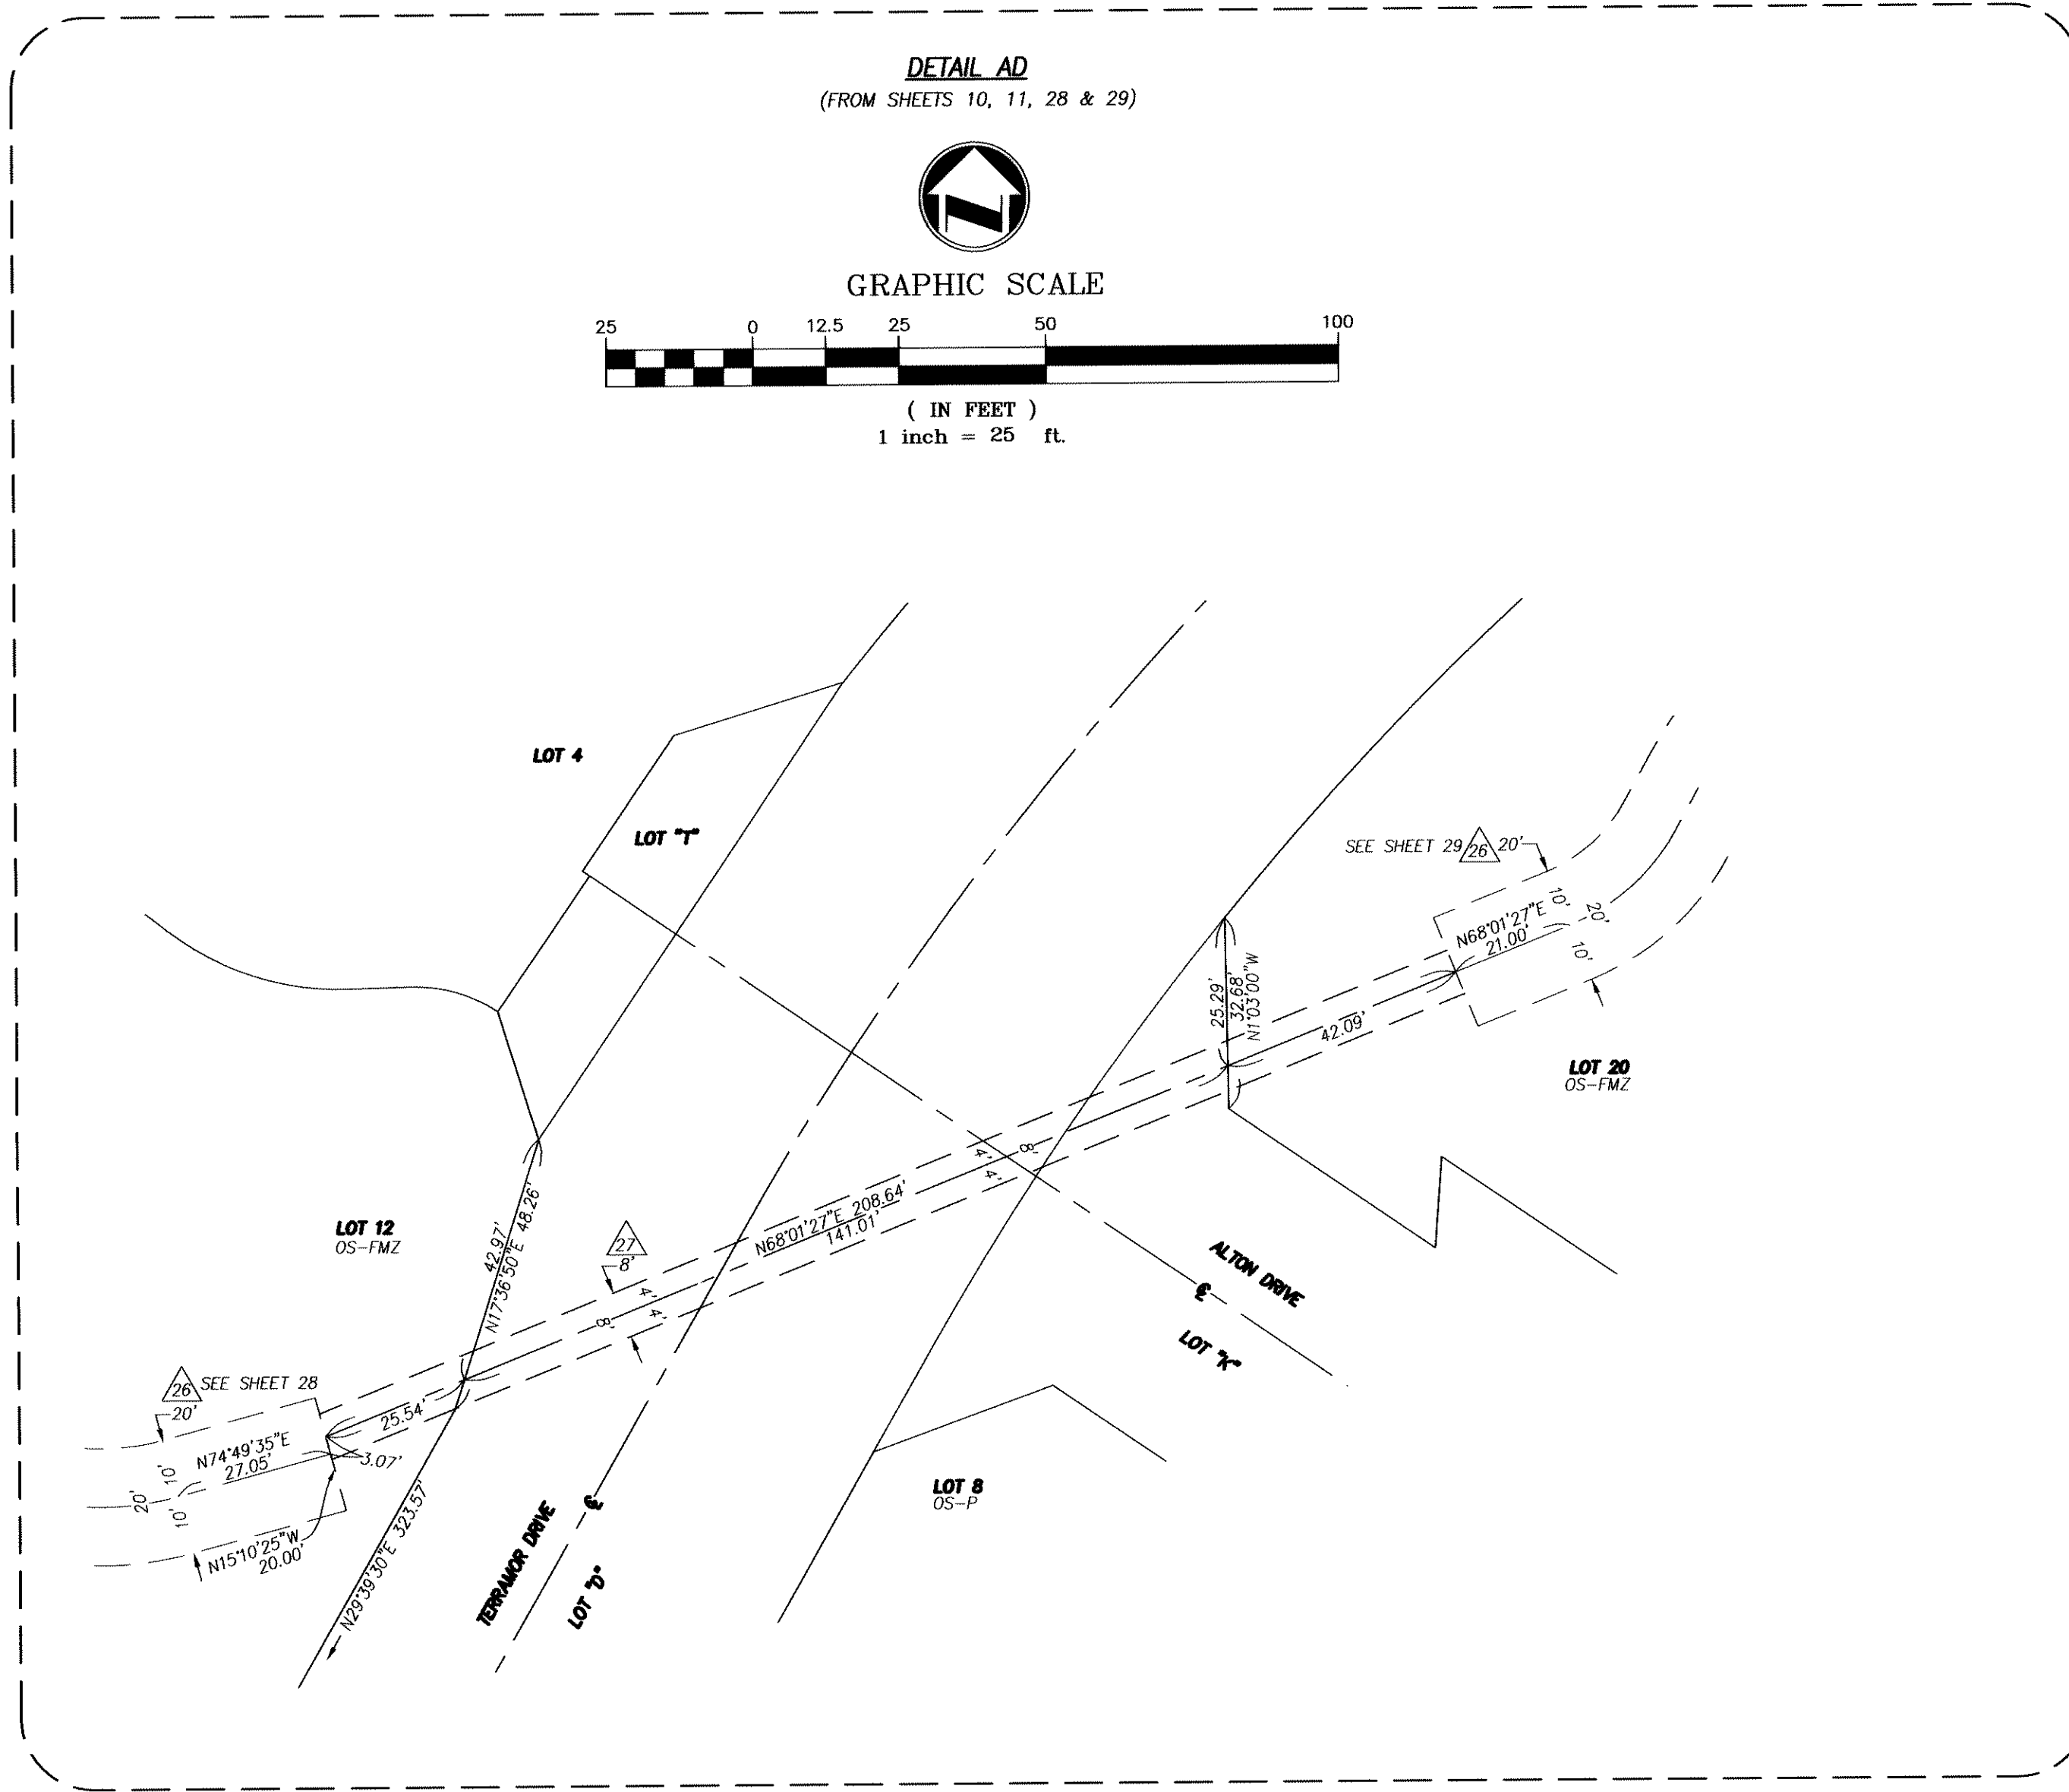 DETAIL AD
(FROM SHEETS 10, 11, 28 & 29)
N
GRAPHIC SCALE
25 0 12.5 25 50 100
( IN FEET )
1 inch = 25 ft.
LOT 4
LOT "T"
SEE SHEET 29 26 20'
N68°01'27"E
21.00'
10'
20'
10'
25.29'
32.68'
N1°03'00"W
42.09'
LOT 20
OS-FMZ
8'
4'
4'
N68°01'27"E 208.64'
141.01'
LOT 12
OS-FMZ
42.97'
N17°36'50"E 48.26'
27
8'
4'
4'
8'
ALTON DRIVE
℄
LOT "K"
26 SEE SHEET 28
20'
25.54'
N74°49'35"E
27.05'
3.07'
10'
20'
10'
N15°10'25"W
20.00'
N29°39'30"E 323.57'
TERRAMOR DRIVE
℄
LOT "D"
LOT 8
OS-P